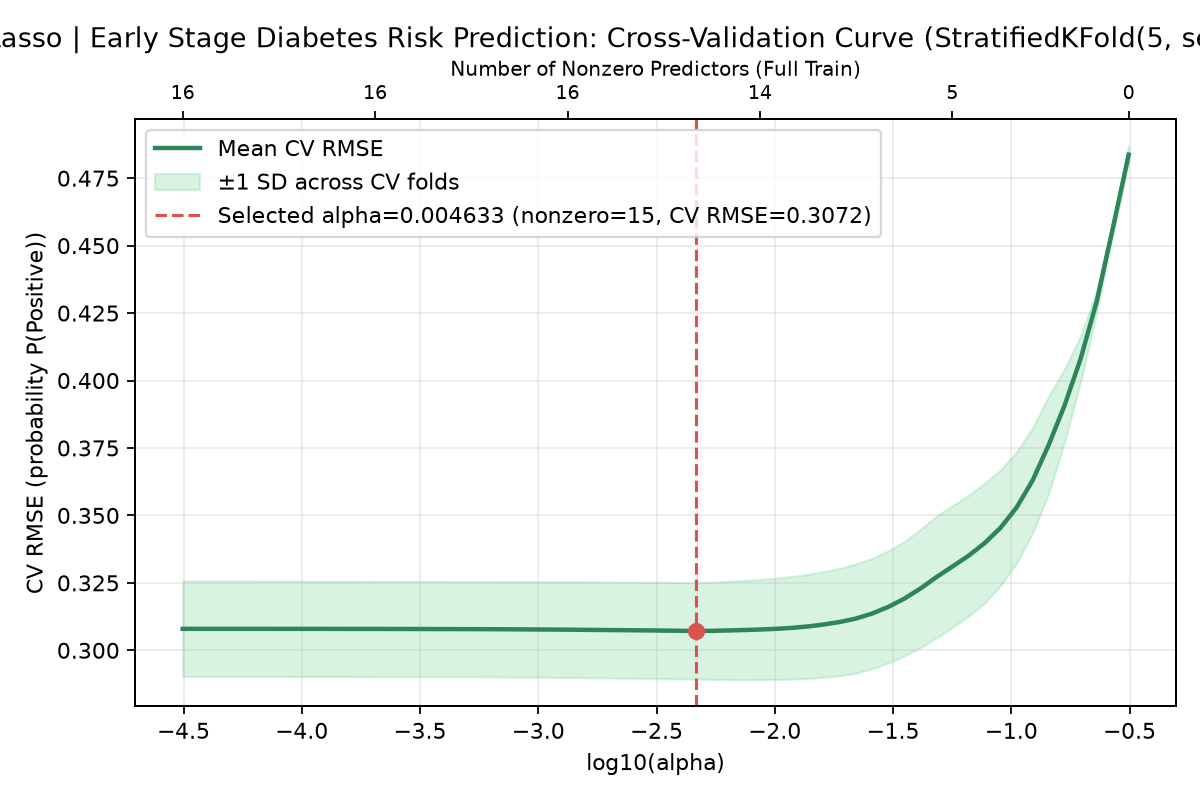 asso | Early Stage Diabetes Risk Prediction: Cross-Validation Curve (StratifiedKFold(5, se
Number of Nonzero Predictors (Full Train)
16 16 16 14 5 0
Mean CV RMSE
±1 SD across CV folds
Selected alpha=0.004633 (nonzero=15, CV RMSE=0.3072)
CV RMSE (probability P(Positive))
0.475
0.450
0.425
0.400
0.375
0.350
0.325
0.300
−4.5 −4.0 −3.5 −3.0 −2.5 −2.0 −1.5 −1.0 −0.5
log10(alpha)